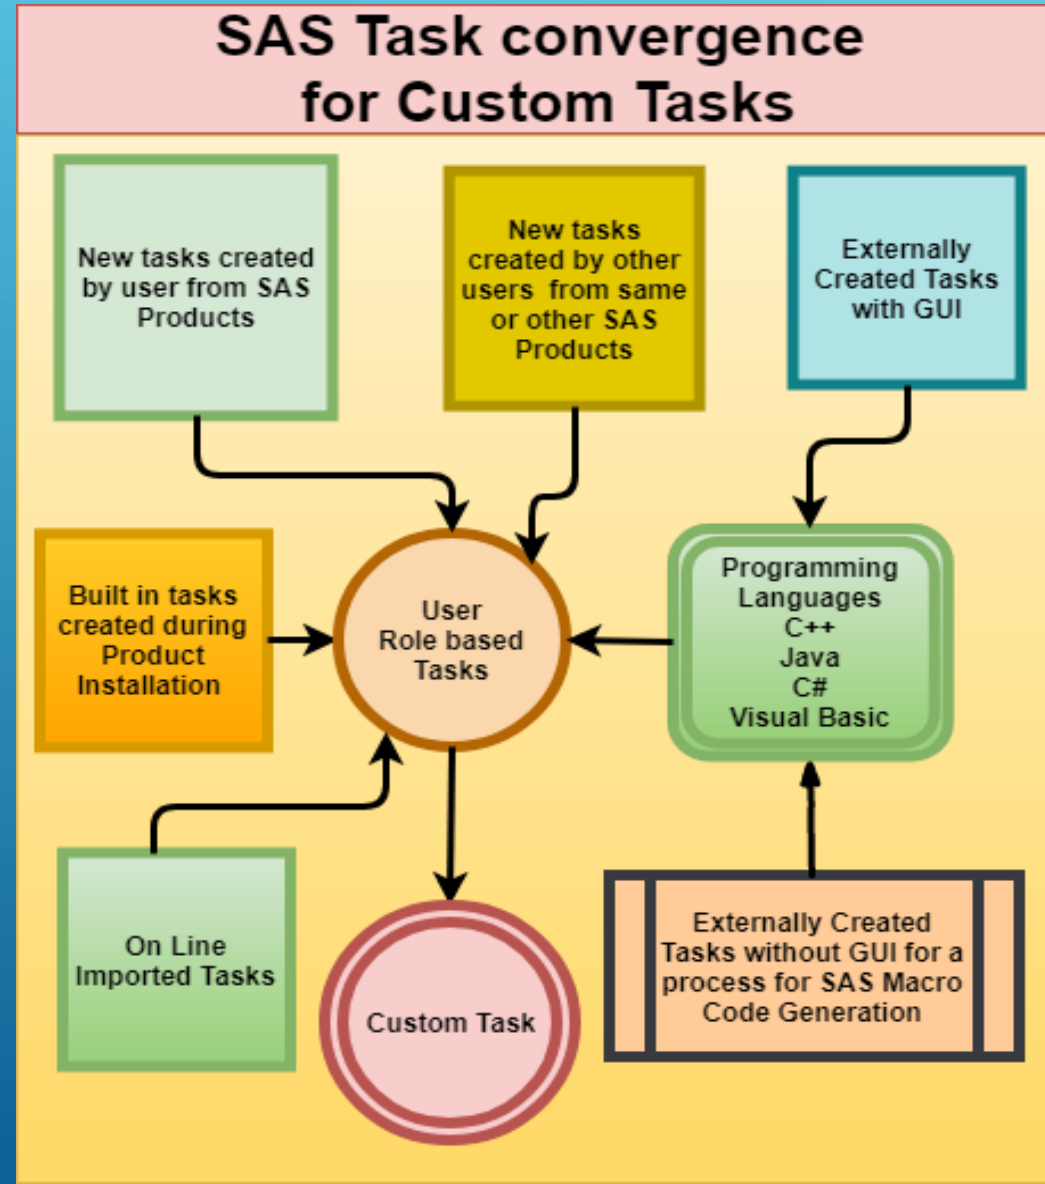 SAS Task convergence
for Custom Tasks
New tasks created
by user from SAS
Products
New tasks
created by other
users from same
or other SAS
Products
Externally
Created Tasks
with GUI
Built in tasks
created during
Product
Installation
User
Role based
Tasks
Programming
Languages
C++
Java
C#
Visual Basic
On Line
Imported Tasks
Custom Task
Externally Created
Tasks without GUI for a
process for SAS Macro
Code Generation